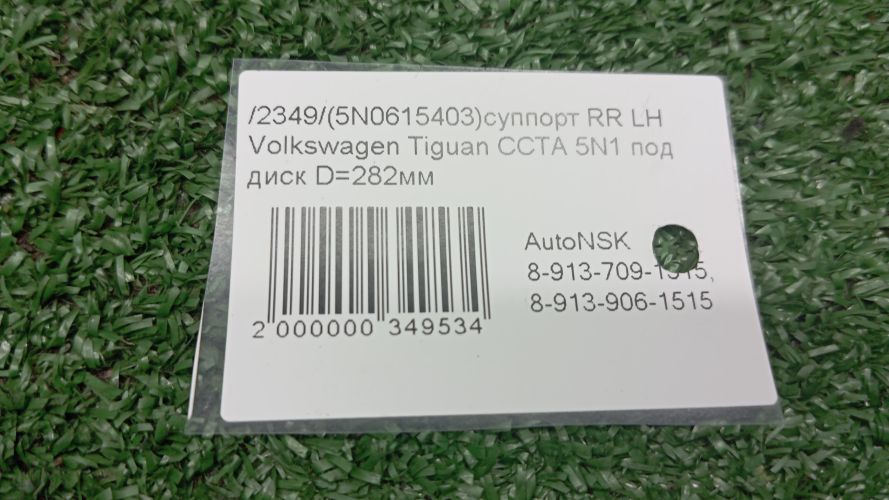 /2349/(5N0615403)суппорт RR LH
Volkswagen Tiguan CCTA 5N1 под
диск D=282мм
2 000000 349534
AutoNSK
8-913-709-1515,
8-913-906-1515